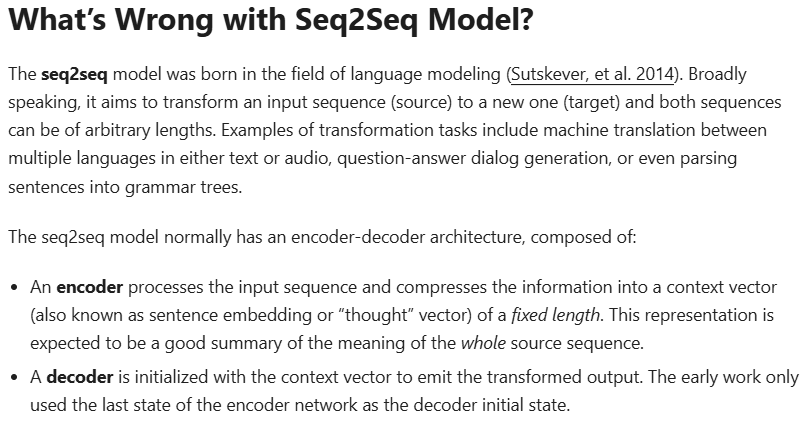 What's Wrong with Seq2Seq Model?
The seq2seq model was born in the field of language modeling (Sutskever, et al. 2014). Broadly
speaking, it aims to transform an input sequence (source) to a new one (target) and both sequences
can be of arbitrary lengths. Examples of transformation tasks include machine translation between
multiple languages in either text or audio, question-answer dialog generation, or even parsing
sentences into grammar trees.
The seq2seq model normally has an encoder-decoder architecture, composed of:
• An encoder processes the input sequence and compresses the information into a context vector
(also known as sentence embedding or “thought” vector) of a fixed length. This representation is
expected to be a good summary of the meaning of the whole source sequence.
• A decoder is initialized with the context vector to emit the transformed output. The early work only
used the last state of the encoder network as the decoder initial state.